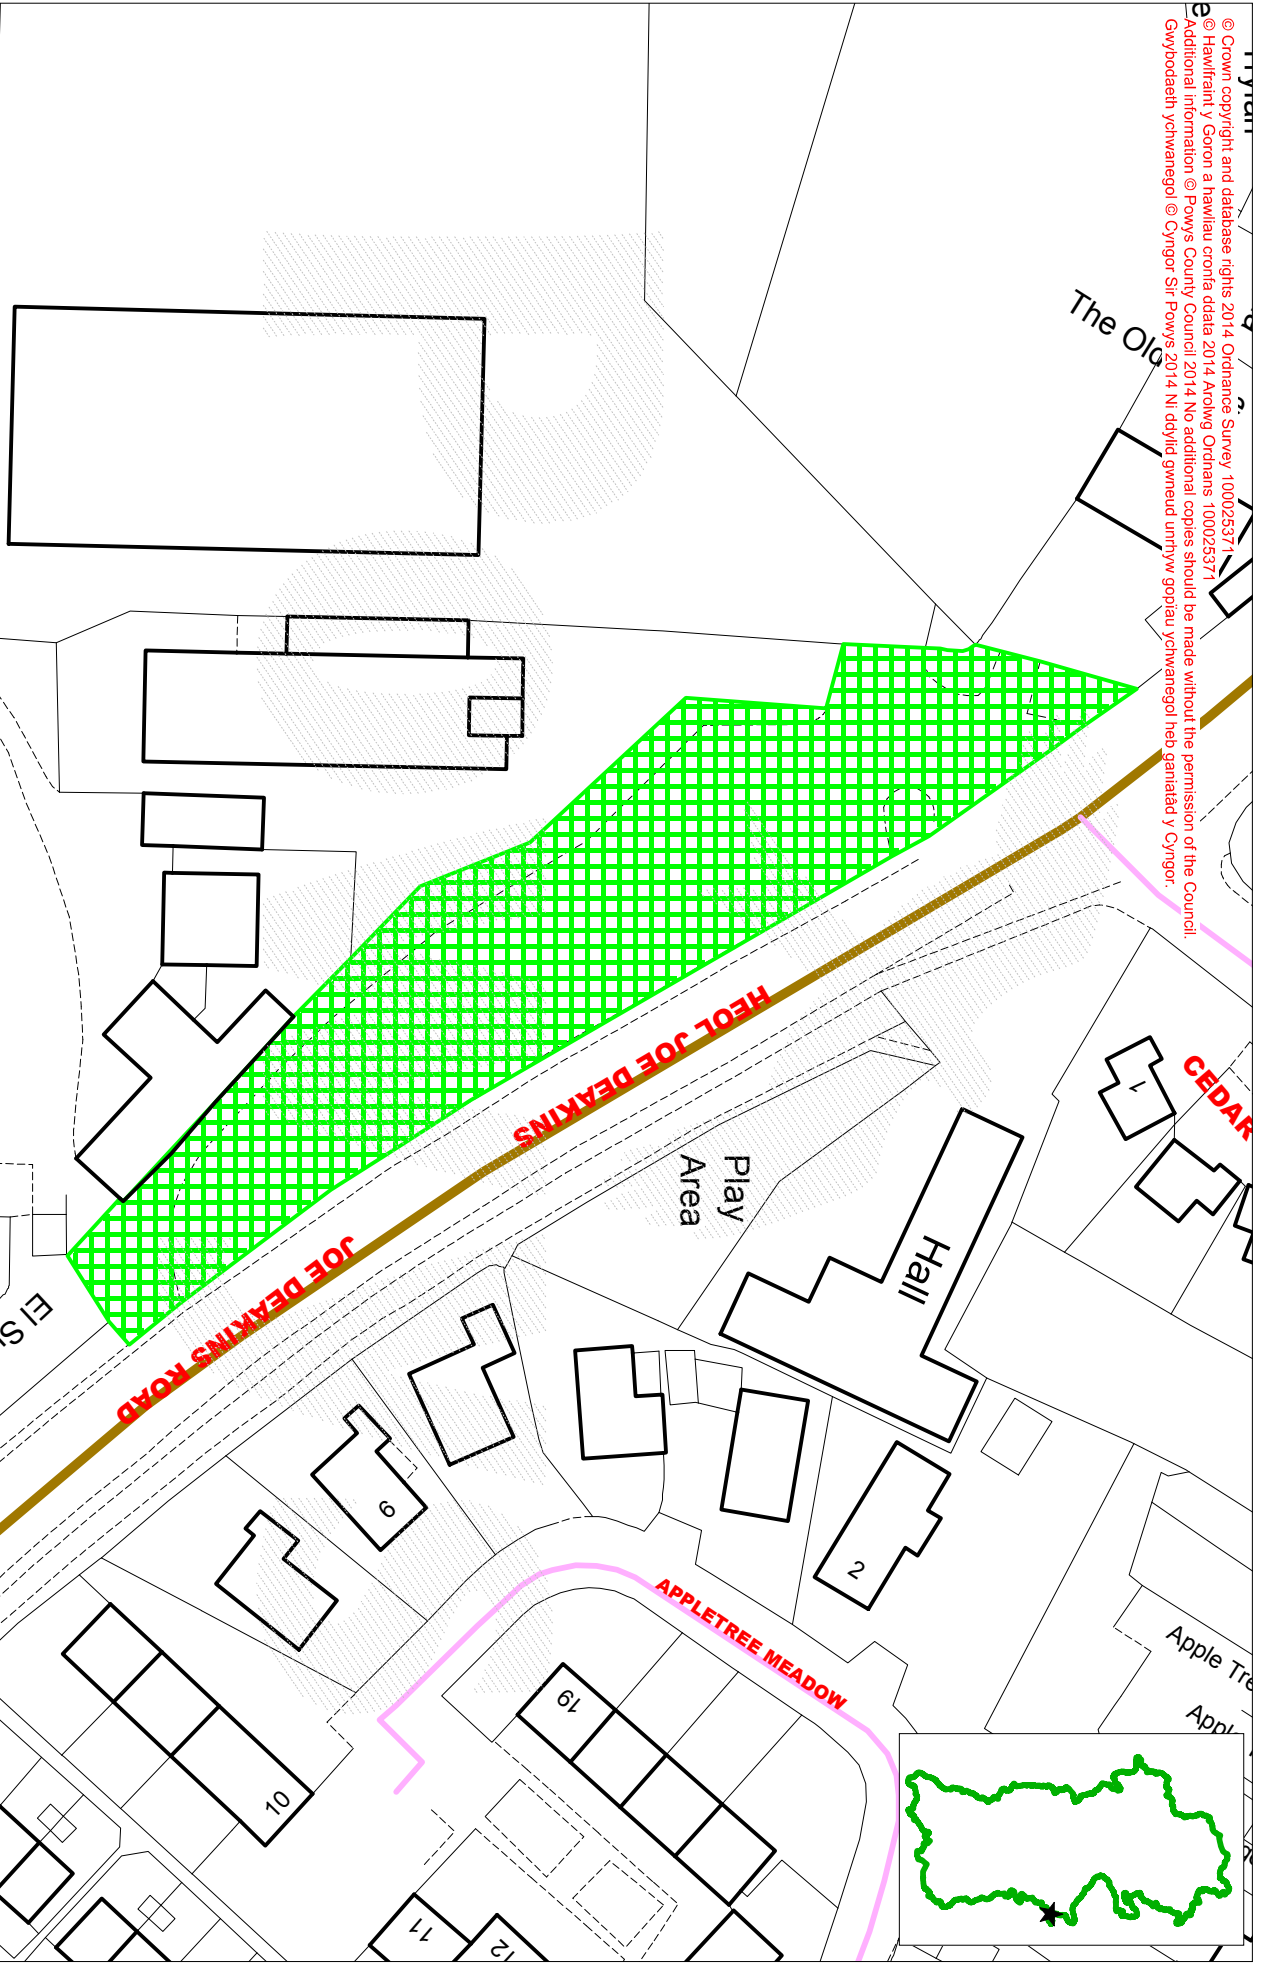 © Crown copyright and database rights 2014 Ordnance Survey 100025371
© Hawlfraint y Goron a hawliau cronfa ddata 2014 Arolwg Ordnans 100025371
Additional information © Powys County Council 2014 No additional copies should be made without the permission of the Council.
Gwybodaeth ychwanegol © Cyngor Sir Powys 2014 Ni ddylid gwneud unrhyw gopïau ychwanegol heb ganiatâd y Cyngor.
The Old
HEOL JOE DEAKINS
JOE DEAKINS ROAD
Play
Area
Hall
1
CEDAR
El S
6
2
APPLETREE MEADOW
Apple Tre
Appl
19
10
11
12